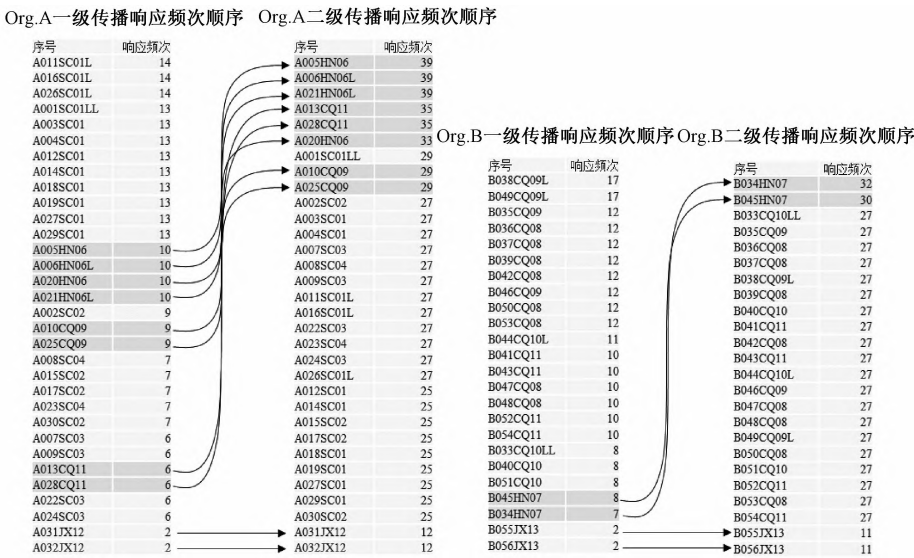 Org.A一级传播响应频次顺序 Org.A二级传播响应频次顺序
序号 响应频次
A011SC01L 14
A016SC01L 14
A026SC01L 14
A001SC01LL 13
A003SC01 13
A004SC01 13
A012SC01 13
A014SC01 13
A018SC01 13
A019SC01 13
A027SC01 13
A029SC01 13
A005HN06 10
A006HN06L 10
A020HN06 10
A021HN06L 10
A002SC02 9
A010CQ09 9
A025CQ09 9
A008SC04 7
A015SC02 7
A017SC02 7
A023SC04 7
A030SC02 7
A007SC03 6
A009SC03 6
A013CQ11 6
A028CQ11 6
A022SC03 6
A024SC03 6
A031JX12 2
A032JX12 2
序号 响应频次
A005HN06 39
A006HN06L 39
A021HN06L 39
A013CQ11 35
A028CQ11 35
A020HN06 33
A001SC01LL 29
A010CQ09 29
A025CQ09 29
A002SC02 27
A003SC01 27
A004SC01 27
A007SC03 27
A008SC04 27
A009SC03 27
A011SC01L 27
A016SC01L 27
A022SC03 27
A023SC04 27
A024SC03 27
A026SC01L 27
A012SC01 25
A014SC01 25
A015SC02 25
A017SC02 25
A018SC01 25
A019SC01 25
A027SC01 25
A029SC01 25
A030SC02 25
A031JX12 12
A032JX12 12
Org.B一级传播响应频次顺序 Org.B二级传播响应频次顺序
序号 响应频次
B038CQ09L 17
B049CQ09L 17
B035CQ09 12
B036CQ08 12
B037CQ08 12
B039CQ08 12
B042CQ08 12
B046CQ09 12
B050CQ08 12
B053CQ08 12
B044CQ10L 11
B041CQ11 10
B043CQ11 10
B047CQ08 10
B048CQ08 10
B052CQ11 10
B054CQ11 10
B033CQ10LL 8
B040CQ10 8
B051CQ10 8
B045HN07 8
B034HN07 7
B055JX13 2
B056JX13 2
序号 响应频次
B034HN07 32
B045HN07 30
B033CQ10LL 27
B035CQ09 27
B036CQ08 27
B037CQ08 27
B038CQ09L 27
B039CQ08 27
B040CQ10 27
B041CQ11 27
B042CQ08 27
B043CQ11 27
B044CQ10L 27
B046CQ09 27
B047CQ08 27
B048CQ08 27
B049CQ09L 27
B050CQ08 27
B051CQ10 27
B052CQ11 27
B053CQ08 27
B054CQ11 27
B055JX13 11
B056JX13 11